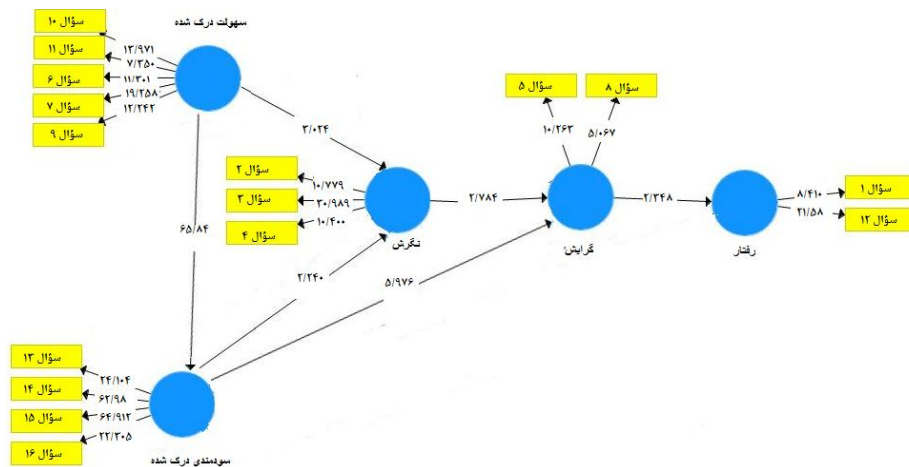 سهولت درک شده
سؤال ۱۰
سؤال ۱۱
سؤال ۶
سؤال ۷
سؤال ۹
۱۳/۹۷۱
۷/۳۵۰
۱۱/۳۰۱
۱۹/۲۵۸
۱۲/۲۴۲
۳/۰۲۴
۶۵/۸۴
سؤال ۲
سؤال ۳
سؤال ۴
۱۰/۷۷۹
۳۰/۹۸۹
۱۰/۴۰۰
نگرش
۲/۷۸۴
سؤال ۵
سؤال ۸
۱۰/۲۶۳
۵/۰۶۷
گرایش
۲/۳۴۸
رفتار
۸/۴۱۰
۲۱/۵۸
سؤال ۱
سؤال ۱۲
۲/۲۴۰
۵/۹۷۶
سؤال ۱۳
سؤال ۱۴
سؤال ۱۵
سؤال ۱۶
۲۴/۱۰۴
۶۲/۹۸
۶۴/۹۱۲
۲۲/۳۰۵
سودمندی درک شده